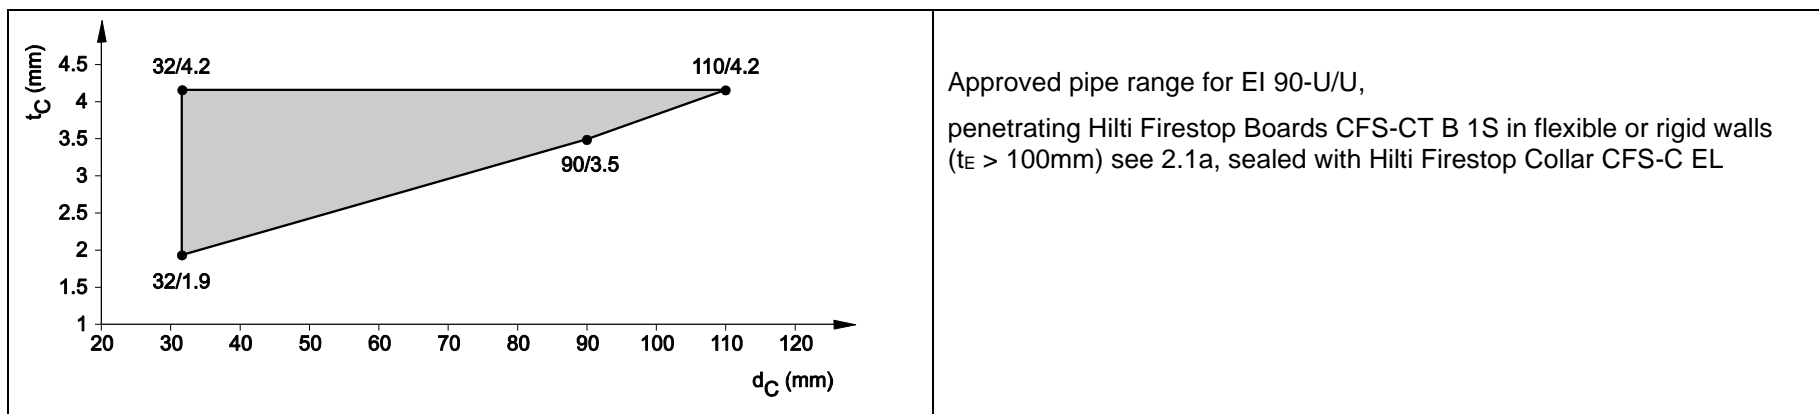 tC (mm)
4.5
4
3.5
3
2.5
2
1.5
1
32/4.2
110/4.2
90/3.5
32/1.9
20 30 40 50 60 70 80 90 100 110 120
dC (mm)
Approved pipe range for EI 90-U/U,
penetrating Hilti Firestop Boards CFS-CT B 1S in flexible or rigid walls
(tE > 100mm) see 2.1a, sealed with Hilti Firestop Collar CFS-C EL